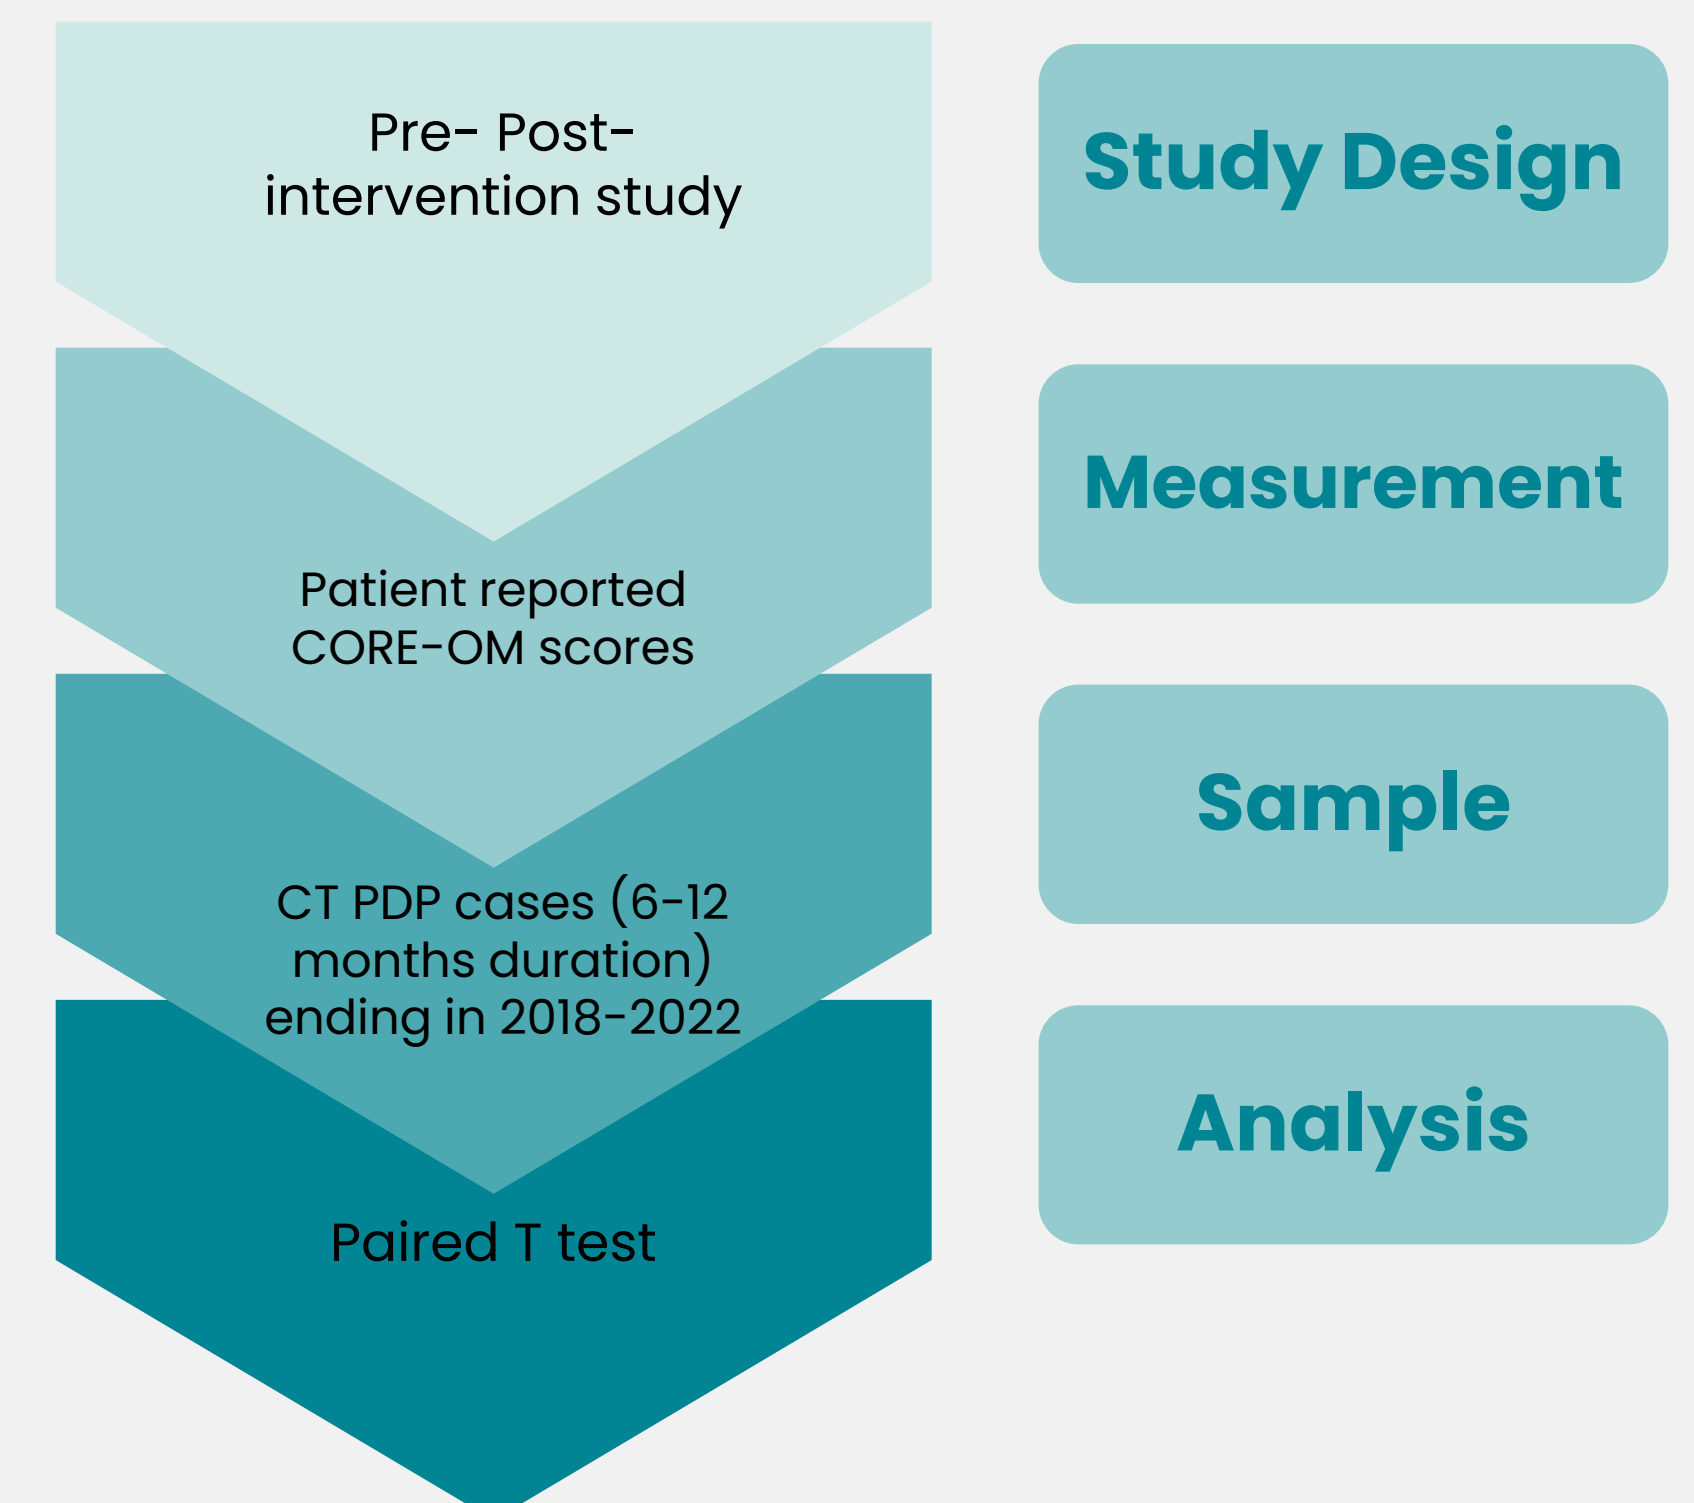 Pre- Post-
intervention study
Study Design
Patient reported
CORE-OM scores
Measurement
CT PDP cases (6-12
months duration)
ending in 2018-2022
Sample
Paired T test
Analysis